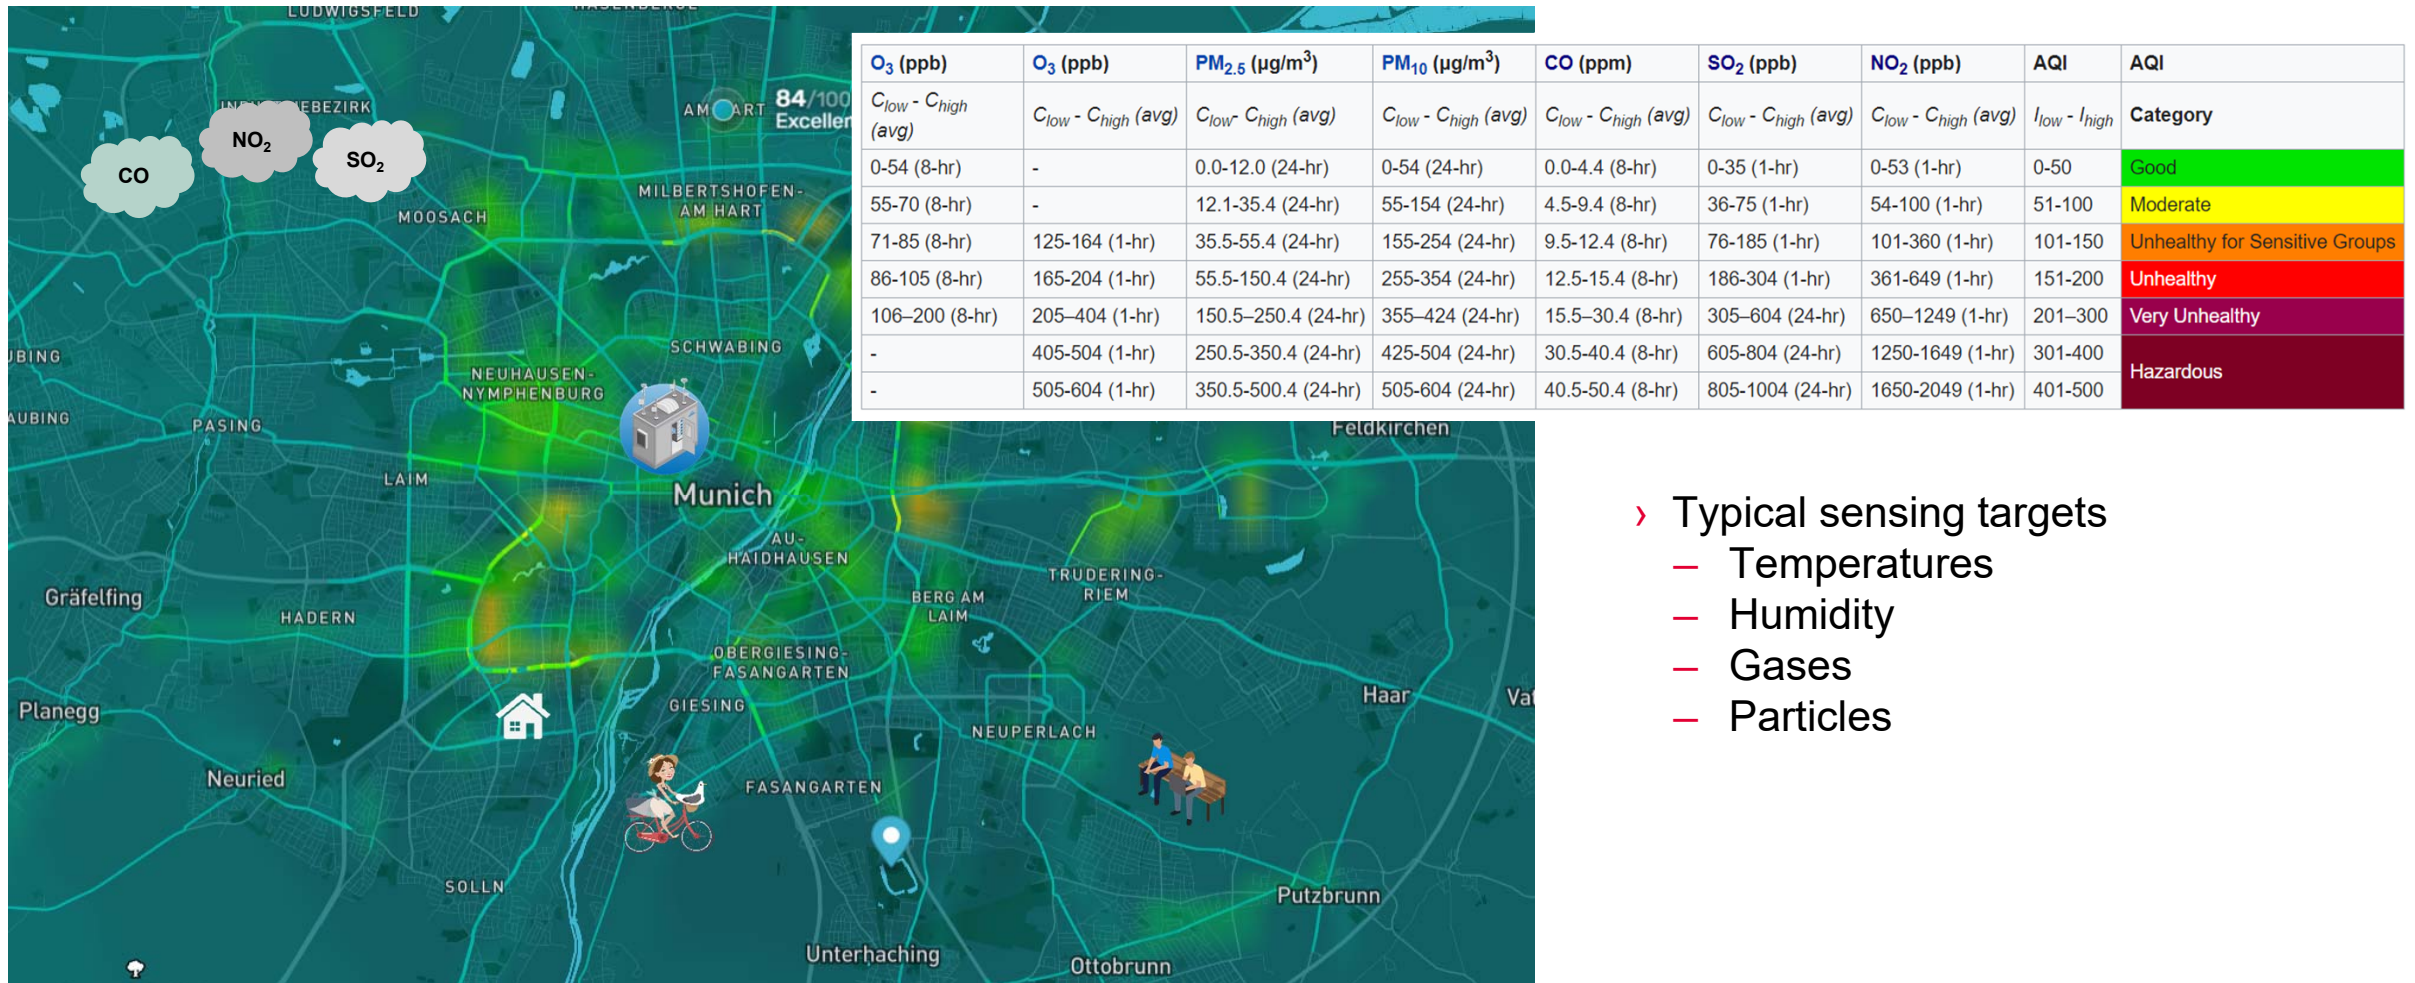 LUDWIGSFELD
CO
NO2
SO2
MOOSACH
AM HART
84/100
MILBERTSHOFEN-
AM HART
SCHWABING
NEUHAUSEN-
NYMPHENBURG
PASING
LAIM
Munich
AU-
HAIDHAUSEN
TRUDERING-
RIEM
BERG AM
LAIM
Gräfelfing
HADERN
OBERGIESING-
FASANGARTEN
GIESING
Planegg
Haar
NEUPERLACH
Neuried
FASANGARTEN
SOLLN
Putzbrunn
Unterhaching
Ottobrunn
Feldkirchen
O3 (ppb) O3 (ppb) PM2.5 (µg/m3) PM10 (µg/m3) CO (ppm) SO2 (ppb) NO2 (ppb) AQI AQI
Clow - Chigh
(avg) Clow - Chigh (avg) Clow- Chigh (avg) Clow - Chigh (avg) Clow - Chigh (avg) Clow - Chigh (avg) Clow - Chigh (avg) Ilow - Ihigh Category
0-54 (8-hr) - 0.0-12.0 (24-hr) 0-54 (24-hr) 0.0-4.4 (8-hr) 0-35 (1-hr) 0-53 (1-hr) 0-50 Good
55-70 (8-hr) - 12.1-35.4 (24-hr) 55-154 (24-hr) 4.5-9.4 (8-hr) 36-75 (1-hr) 54-100 (1-hr) 51-100 Moderate
71-85 (8-hr) 125-164 (1-hr) 35.5-55.4 (24-hr) 155-254 (24-hr) 9.5-12.4 (8-hr) 76-185 (1-hr) 101-360 (1-hr) 101-150 Unhealthy for Sensitive Groups
86-105 (8-hr) 165-204 (1-hr) 55.5-150.4 (24-hr) 255-354 (24-hr) 12.5-15.4 (8-hr) 186-304 (1-hr) 361-649 (1-hr) 151-200 Unhealthy
106–200 (8-hr) 205–404 (1-hr) 150.5–250.4 (24-hr) 355–424 (24-hr) 15.5–30.4 (8-hr) 305–604 (24-hr) 650–1249 (1-hr) 201–300 Very Unhealthy
- 405-504 (1-hr) 250.5-350.4 (24-hr) 425-504 (24-hr) 30.5-40.4 (8-hr) 605-804 (24-hr) 1250-1649 (1-hr) 301-400 Hazardous
- 505-604 (1-hr) 350.5-500.4 (24-hr) 505-604 (24-hr) 40.5-50.4 (8-hr) 805-1004 (24-hr) 1650-2049 (1-hr) 401-500
› Typical sensing targets
– Temperatures
– Humidity
– Gases
– Particles